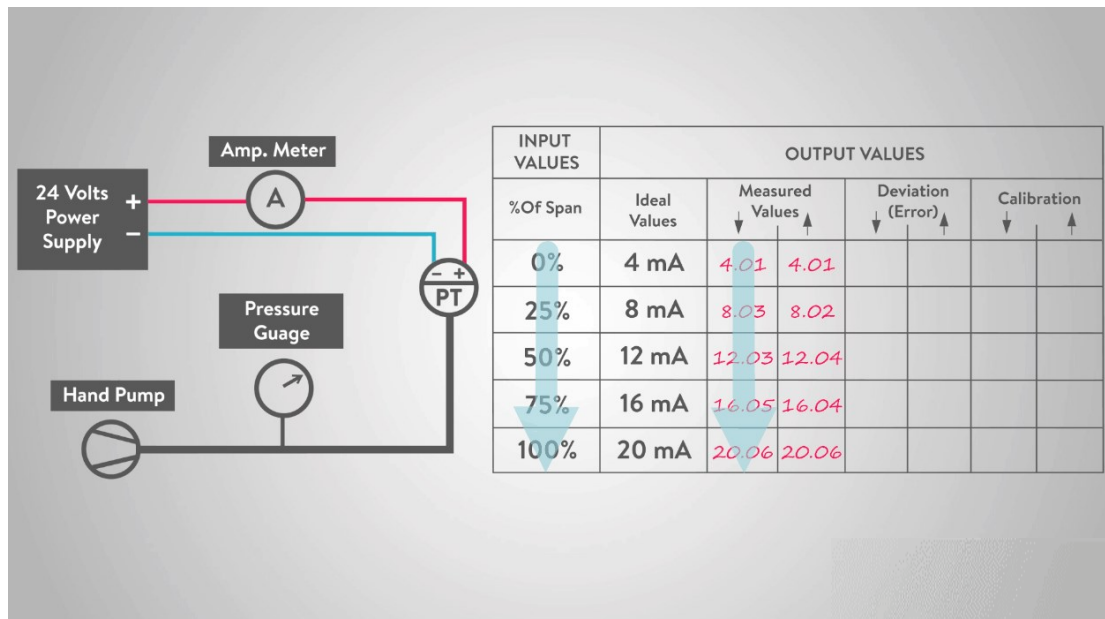 Amp. Meter
A
24 Volts
Power
Supply
+
−
− +
PT
Pressure
Guage
Hand Pump
INPUT
VALUES
OUTPUT VALUES
%Of Span
Ideal
Values
Measured
Values
Deviation
(Error)
Calibration
0% 4 mA 4.01 4.01
25% 8 mA 8.03 8.02
50% 12 mA 12.03 12.04
75% 16 mA 16.05 16.04
100% 20 mA 20.06 20.06